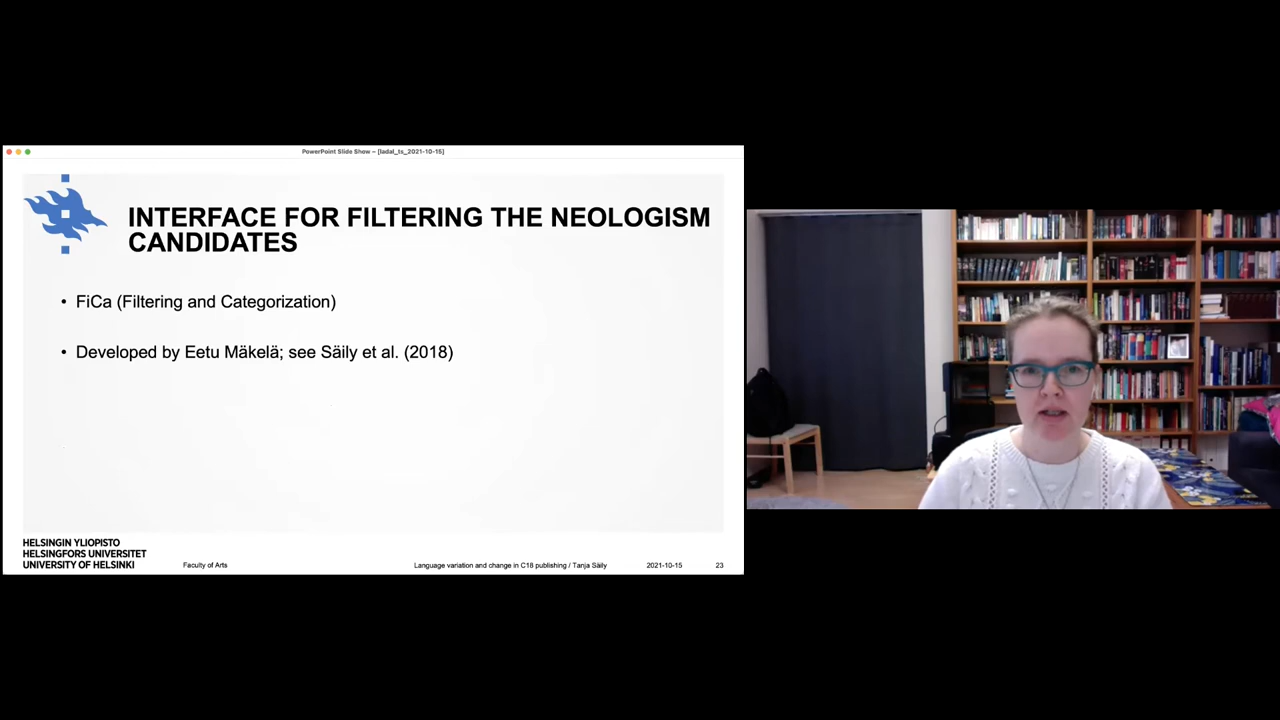 PowerPoint Slide Show – [ladal_ts_2021-10-15]
INTERFACE FOR FILTERING THE NEOLOGISM
CANDIDATES
• FiCa (Filtering and Categorization)
• Developed by Eetu Mäkelä; see Säily et al. (2018)
HELSINGIN YLIOPISTO
HELSINGFORS UNIVERSITET
UNIVERSITY OF HELSINKI
Faculty of Arts
Language variation and change in C18 publishing / Tanja Säily
2021-10-15
23